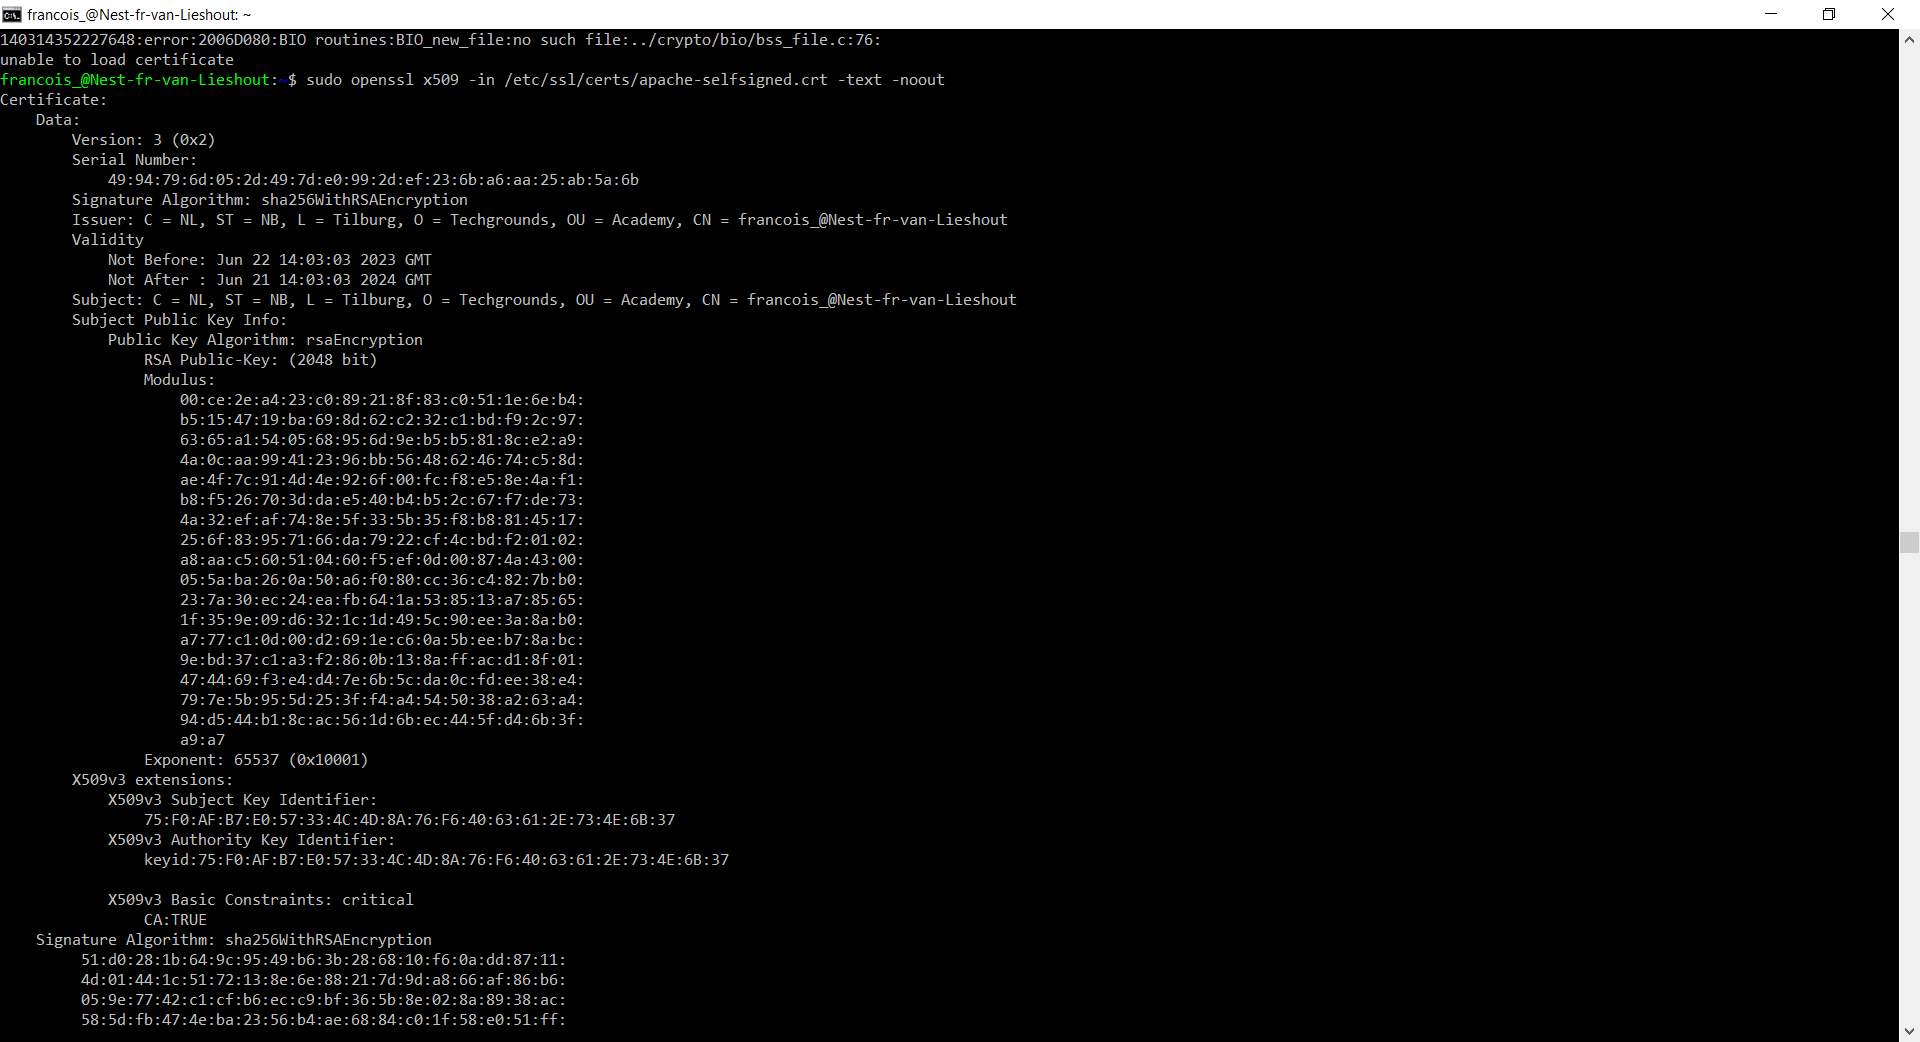 francois_@Nest-fr-van-Lieshout: ~
140314352227648:error:2006D080:BIO routines:BIO_new_file:no such file:../crypto/bio/bss_file.c:76:
unable to load certificate
francois_@Nest-fr-van-Lieshout:~$ sudo openssl x509 -in /etc/ssl/certs/apache-selfsigned.crt -text -noout
Certificate:
    Data:
        Version: 3 (0x2)
        Serial Number:
            49:94:79:6d:05:2d:49:7d:e0:99:2d:ef:23:6b:a6:aa:25:ab:5a:6b
        Signature Algorithm: sha256WithRSAEncryption
        Issuer: C = NL, ST = NB, L = Tilburg, O = Techgrounds, OU = Academy, CN = francois_@Nest-fr-van-Lieshout
        Validity
            Not Before: Jun 22 14:03:03 2023 GMT
            Not After : Jun 21 14:03:03 2024 GMT
        Subject: C = NL, ST = NB, L = Tilburg, O = Techgrounds, OU = Academy, CN = francois_@Nest-fr-van-Lieshout
        Subject Public Key Info:
            Public Key Algorithm: rsaEncryption
                RSA Public-Key: (2048 bit)
                Modulus:
                    00:ce:2e:a4:23:c0:89:21:8f:83:c0:51:1e:6e:b4:
                    b5:15:47:19:ba:69:8d:62:c2:32:c1:bd:f9:2c:97:
                    63:65:a1:54:05:68:95:6d:9e:b5:b5:81:8c:e2:a9:
                    4a:0c:aa:99:41:23:96:bb:56:48:62:46:74:c5:8d:
                    ae:4f:7c:91:4d:4e:92:6f:00:fc:f8:e5:8e:4a:f1:
                    b8:f5:26:70:3d:da:e5:40:b4:b5:2c:67:f7:de:73:
                    4a:32:ef:af:74:8e:5f:33:5b:35:f8:b8:81:45:17:
                    25:6f:83:95:71:66:da:79:22:cf:4c:bd:f2:01:02:
                    a8:aa:c5:60:51:04:60:f5:ef:0d:00:87:4a:43:00:
                    05:5a:ba:26:0a:50:a6:f0:80:cc:36:c4:82:7b:b0:
                    23:7a:30:ec:24:ea:fb:64:1a:53:85:13:a7:85:65:
                    1f:35:9e:09:d6:32:1c:1d:49:5c:90:ee:3a:8a:b0:
                    a7:77:c1:0d:00:d2:69:1e:c6:0a:5b:ee:b7:8a:bc:
                    9e:bd:37:c1:a3:f2:86:0b:13:8a:ff:ac:d1:8f:01:
                    47:44:69:f3:e4:d4:7e:6b:5c:da:0c:fd:ee:38:e4:
                    79:7e:5b:95:5d:25:3f:f4:a4:54:50:38:a2:63:a4:
                    94:d5:44:b1:8c:ac:56:1d:6b:ec:44:5f:d4:6b:3f:
                    a9:a7
                Exponent: 65537 (0x10001)
        X509v3 extensions:
            X509v3 Subject Key Identifier:
                75:F0:AF:B7:E0:57:33:4C:4D:8A:76:F6:40:63:61:2E:73:4E:6B:37
            X509v3 Authority Key Identifier:
                keyid:75:F0:AF:B7:E0:57:33:4C:4D:8A:76:F6:40:63:61:2E:73:4E:6B:37
            X509v3 Basic Constraints: critical
                CA:TRUE
    Signature Algorithm: sha256WithRSAEncryption
         51:d0:28:1b:64:9c:95:49:b6:3b:28:68:10:f6:0a:dd:87:11:
         4d:01:44:1c:51:72:13:8e:6e:88:21:7d:9d:a8:66:af:86:b6:
         05:9e:77:42:c1:cf:b6:ec:c9:bf:36:5b:8e:02:8a:89:38:ac:
         58:5d:fb:47:4e:ba:23:56:b4:ae:68:84:c0:1f:58:e0:51:ff: